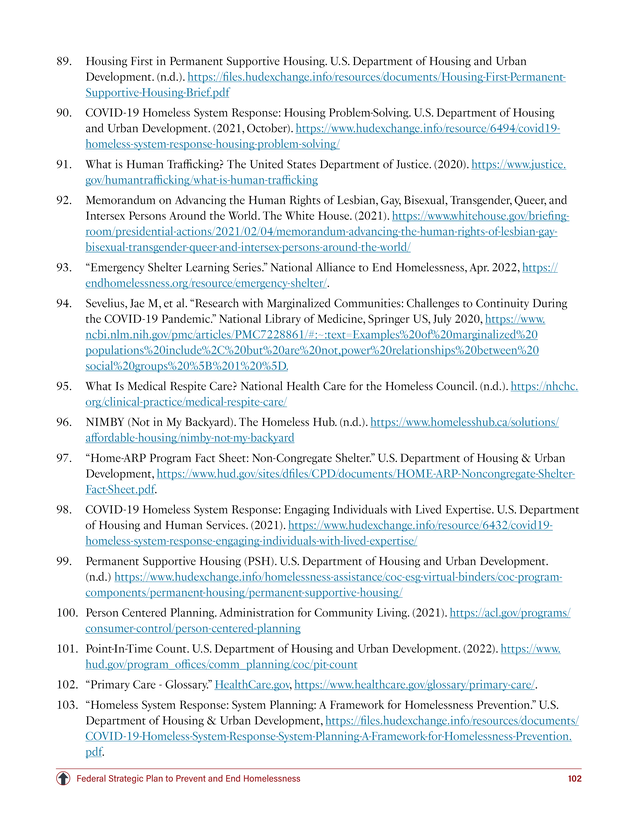 89. Housing First in Permanent Supportive Housing. U.S. Department of Housing and Urban
Development. (n.d.). https://files.hudexchange.info/resources/documents/Housing-First-Permanent-
Supportive-Housing-Brief.pdf
90. COVID-19 Homeless System Response: Housing Problem-Solving. U.S. Department of Housing
and Urban Development. (2021, October). https://www.hudexchange.info/resource/6494/covid19-
homeless-system-response-housing-problem-solving/
91. What is Human Trafficking? The United States Department of Justice. (2020). https://www.justice.
gov/humantrafficking/what-is-human-trafficking
92. Memorandum on Advancing the Human Rights of Lesbian, Gay, Bisexual, Transgender, Queer, and
Intersex Persons Around the World. The White House. (2021). https://www.whitehouse.gov/briefing-
room/presidential-actions/2021/02/04/memorandum-advancing-the-human-rights-of-lesbian-gay-
bisexual-transgender-queer-and-intersex-persons-around-the-world/
93. “Emergency Shelter Learning Series.” National Alliance to End Homelessness, Apr. 2022, https://
endhomelessness.org/resource/emergency-shelter/.
94. Sevelius, Jae M, et al. “Research with Marginalized Communities: Challenges to Continuity During
the COVID-19 Pandemic.” National Library of Medicine, Springer US, July 2020, https://www.
ncbi.nlm.nih.gov/pmc/articles/PMC7228861/#:~:text=Examples%20of%20marginalized%20
populations%20include%2C%20but%20are%20not,power%20relationships%20between%20
social%20groups%20%5B%201%20%5D.
95. What Is Medical Respite Care? National Health Care for the Homeless Council. (n.d.). https://nhchc.
org/clinical-practice/medical-respite-care/
96. NIMBY (Not in My Backyard). The Homeless Hub. (n.d.). https://www.homelesshub.ca/solutions/
affordable-housing/nimby-not-my-backyard
97. “Home-ARP Program Fact Sheet: Non-Congregate Shelter.” U.S. Department of Housing & Urban
Development, https://www.hud.gov/sites/dfiles/CPD/documents/HOME-ARP-Noncongregate-Shelter-
Fact-Sheet.pdf.
98. COVID-19 Homeless System Response: Engaging Individuals with Lived Expertise. U.S. Department
of Housing and Human Services. (2021). https://www.hudexchange.info/resource/6432/covid19-
homeless-system-response-engaging-individuals-with-lived-expertise/
99. Permanent Supportive Housing (PSH). U.S. Department of Housing and Urban Development.
(n.d.) https://www.hudexchange.info/homelessness-assistance/coc-esg-virtual-binders/coc-program-
components/permanent-housing/permanent-supportive-housing/
100. Person Centered Planning. Administration for Community Living. (2021). https://acl.gov/programs/
consumer-control/person-centered-planning
101. Point-In-Time Count. U.S. Department of Housing and Urban Development. (2022). https://www.
hud.gov/program_offices/comm_planning/coc/pit-count
102. “Primary Care - Glossary.” HealthCare.gov, https://www.healthcare.gov/glossary/primary-care/.
103. “Homeless System Response: System Planning: A Framework for Homelessness Prevention.” U.S.
Department of Housing & Urban Development, https://files.hudexchange.info/resources/documents/
COVID-19-Homeless-System-Response-System-Planning-A-Framework-for-Homelessness-Prevention.
pdf.
Federal Strategic Plan to Prevent and End Homelessness 102